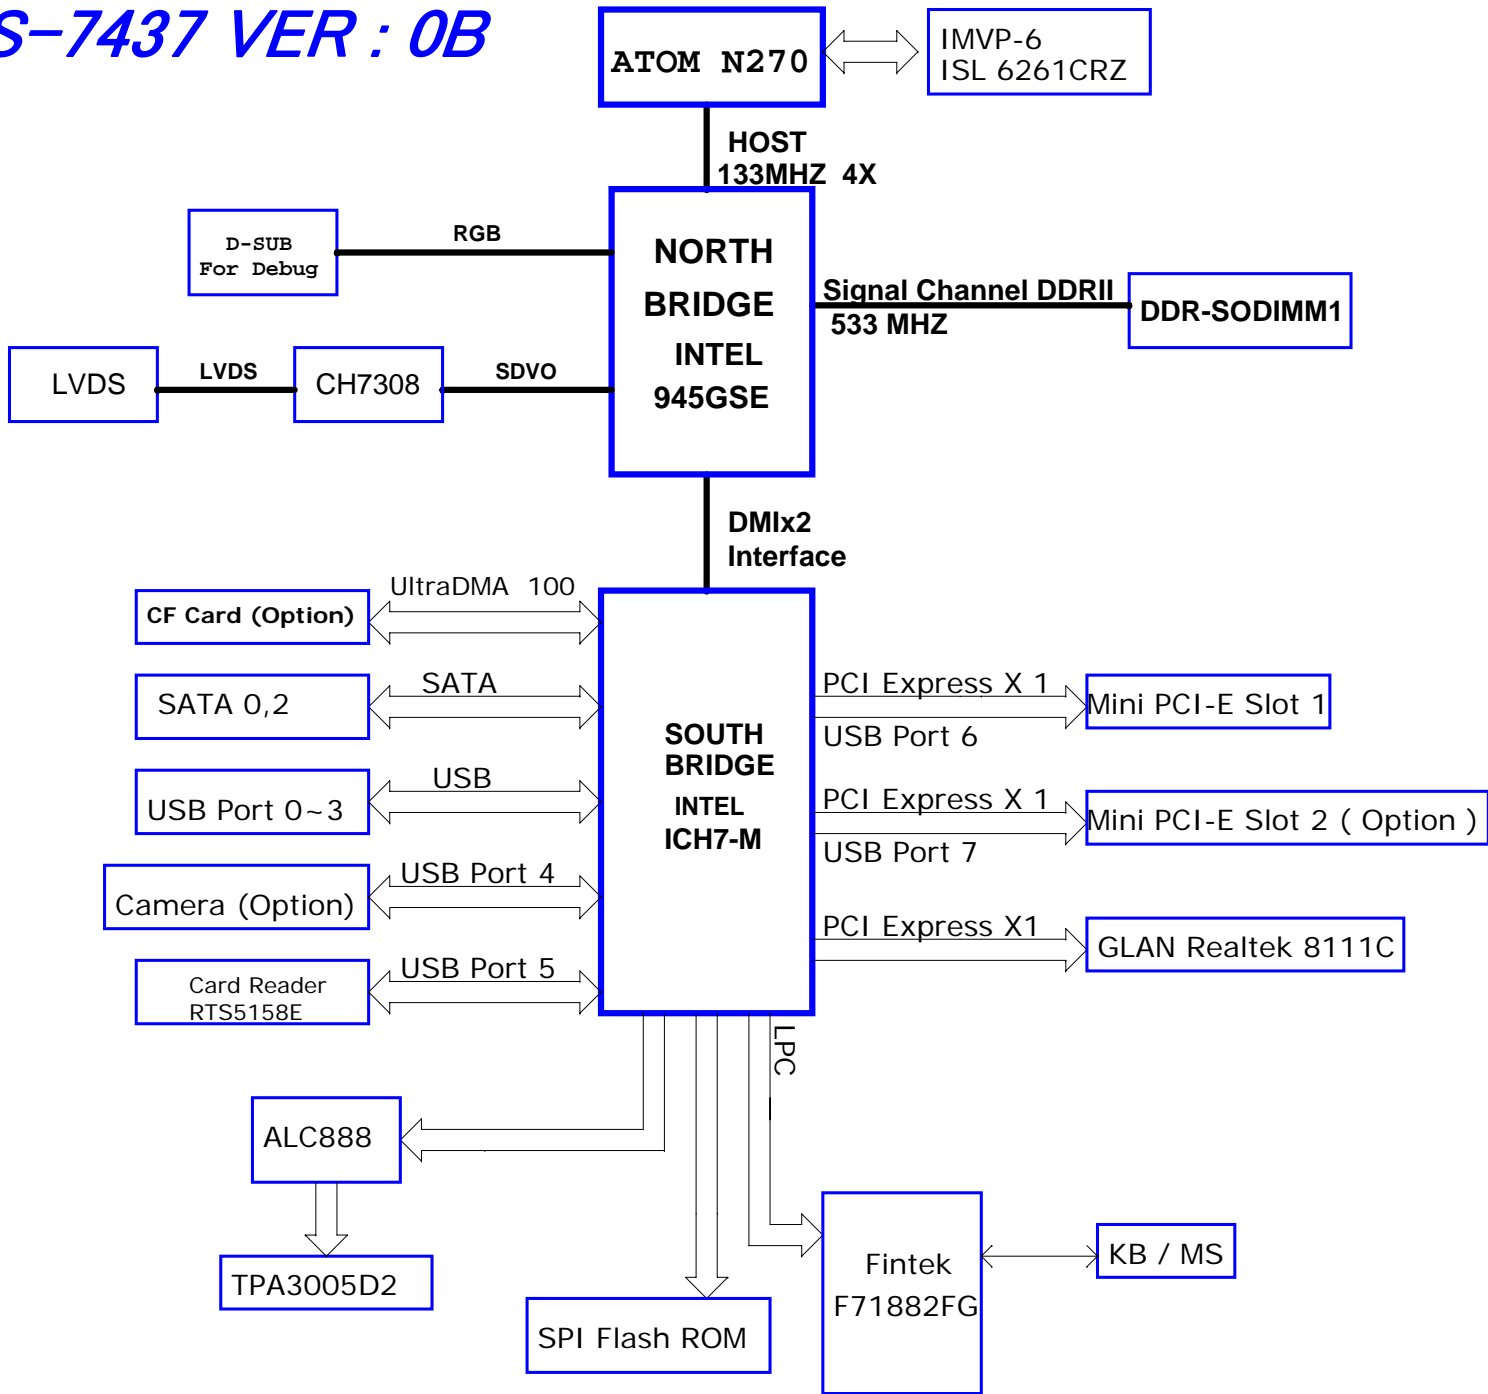 S-7437 VER : 0B
ATOM N270
IMVP-6
ISL 6261CRZ
HOST
133MHZ 4X
D-SUB
For Debug
RGB
NORTH
BRIDGE
INTEL
945GSE
Signal Channel DDRII
533 MHZ
DDR-SODIMM1
LVDS
LVDS
CH7308
SDVO
DMIx2
Interface
CF Card (Option)
UltraDMA 100
SATA 0,2
SATA
USB Port 0~3
USB
Camera (Option)
USB Port 4
Card Reader
RTS5158E
USB Port 5
SOUTH
BRIDGE
INTEL
ICH7-M
PCI Express X 1
USB Port 6
Mini PCI-E Slot 1
PCI Express X 1
USB Port 7
Mini PCI-E Slot 2 ( Option )
PCI Express X1
GLAN Realtek 8111C
LPC
ALC888
TPA3005D2
SPI Flash ROM
Fintek
F71882FG
KB / MS